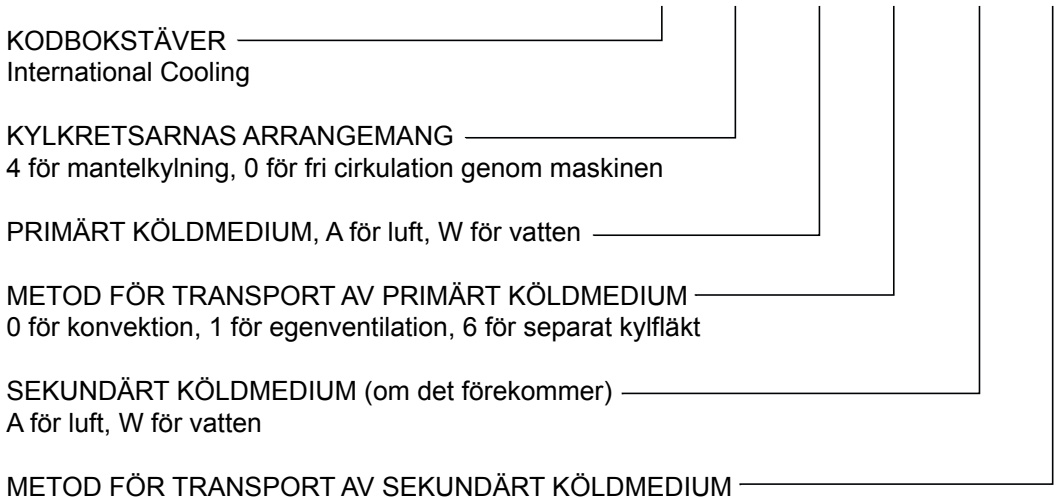 KODBOKSTÄVER
International Cooling
KYLKRETSARNAS ARRANGEMANG
4 för mantelkylning, 0 för fri cirkulation genom maskinen
PRIMÄRT KÖLDMEDIUM, A för luft, W för vatten
METOD FÖR TRANSPORT AV PRIMÄRT KÖLDMEDIUM
0 för konvektion, 1 för egenventilation, 6 för separat kylfläkt
SEKUNDÄRT KÖLDMEDIUM (om det förekommer)
A för luft, W för vatten
METOD FÖR TRANSPORT AV SEKUNDÄRT KÖLDMEDIUM